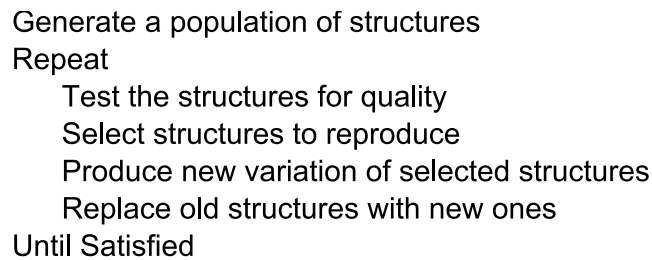 Generate a population of structures
Repeat
Test the structures for quality
Select structures to reproduce
Produce new variation of selected structures
Replace old structures with new ones
Until Satisfied